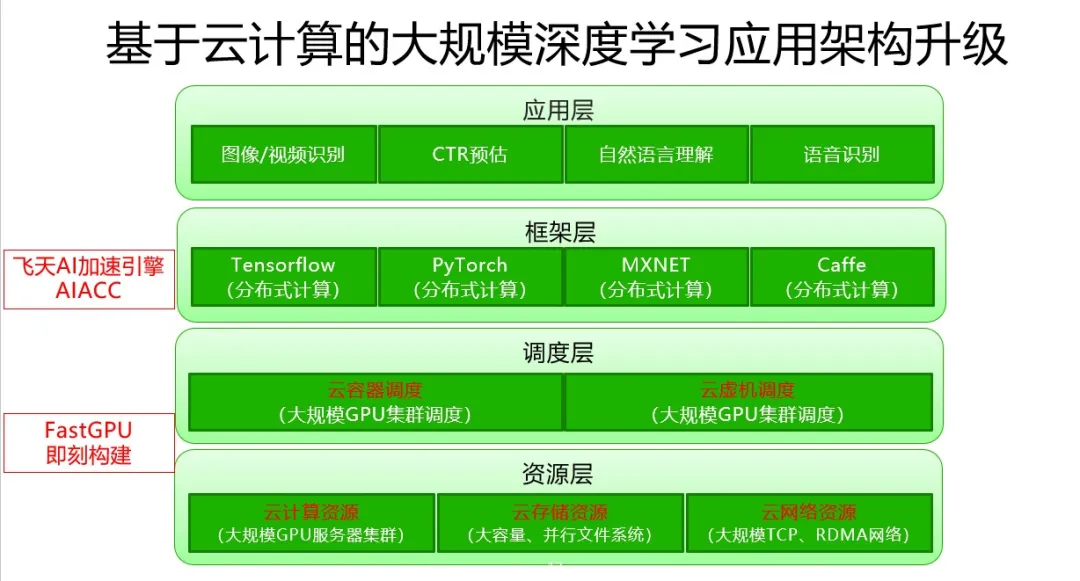 基于云计算的大规模深度学习应用架构升级
应用层
图像/视频识别
CTR预估
自然语言理解
语音识别
框架层
飞天AI加速引擎
AIACC
Tensorflow
(分布式计算)
PyTorch
(分布式计算)
MXNET
(分布式计算)
Caffe
(分布式计算)
调度层
云容器调度
(大规模GPU集群调度)
云虚机调度
(大规模GPU集群调度)
FastGPU
即刻构建
资源层
云计算资源
(大规模GPU服务器集群)
云存储资源
(大容量、并行文件系统)
云网络资源
(大规模TCP、RDMA网络)